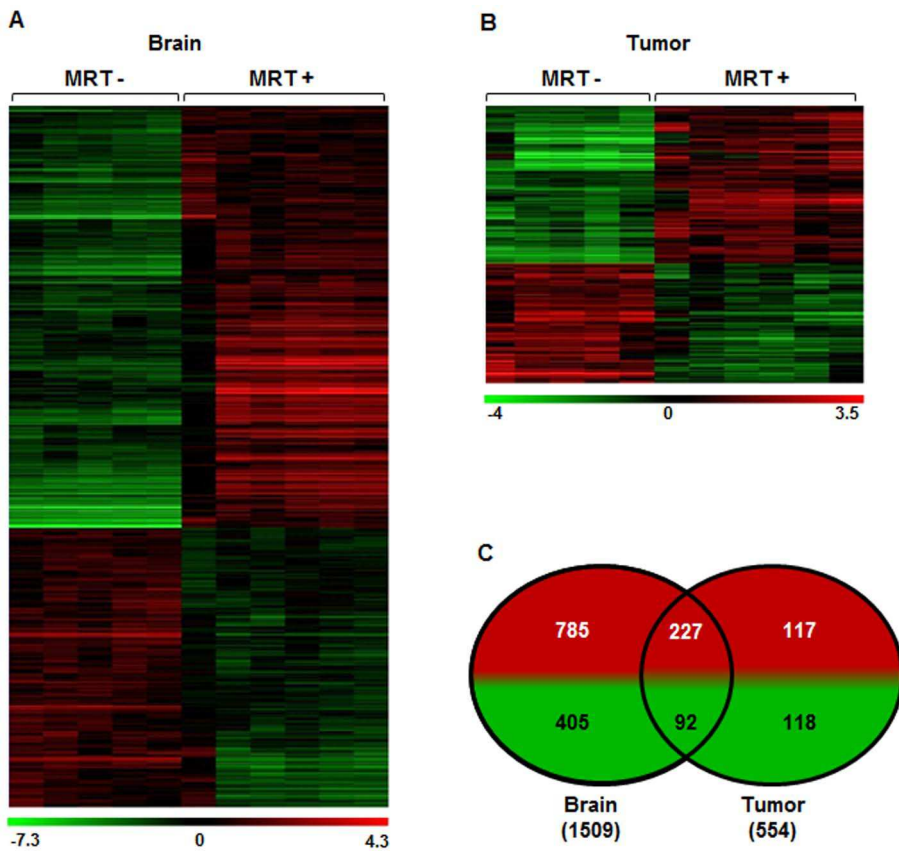 A
Brain
MRT - MRT +
-7.3 0 4.3
B
Tumor
MRT - MRT +
-4 0 3.5
C
785 227 117
405 92 118
Brain Tumor
(1509) (554)